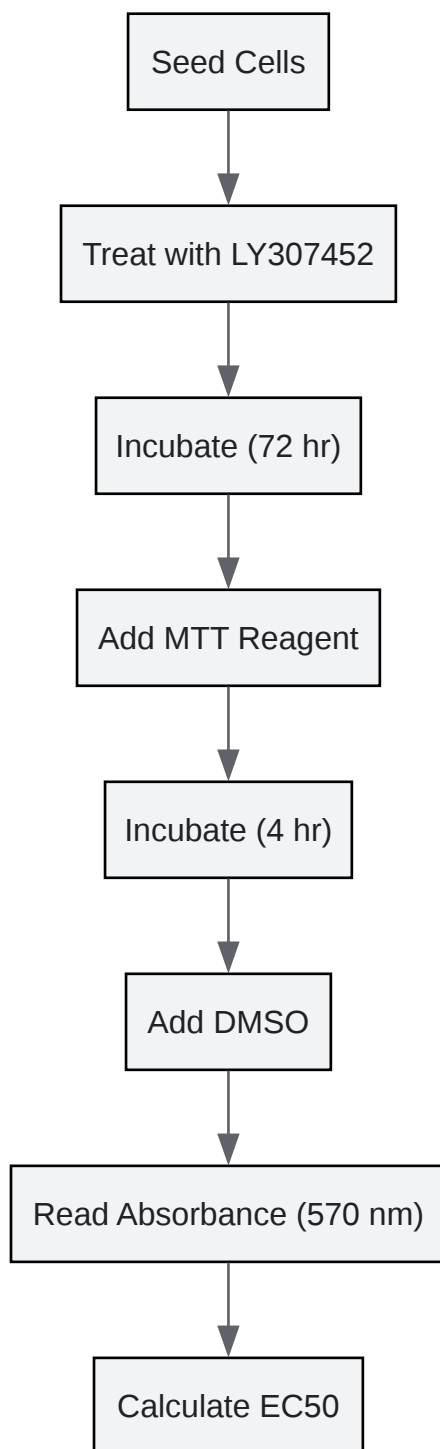 Seed Cells
Treat with LY307452
Incubate (72 hr)
Add MTT Reagent
Incubate (4 hr)
Add DMSO
Read Absorbance (570 nm)
Calculate EC50